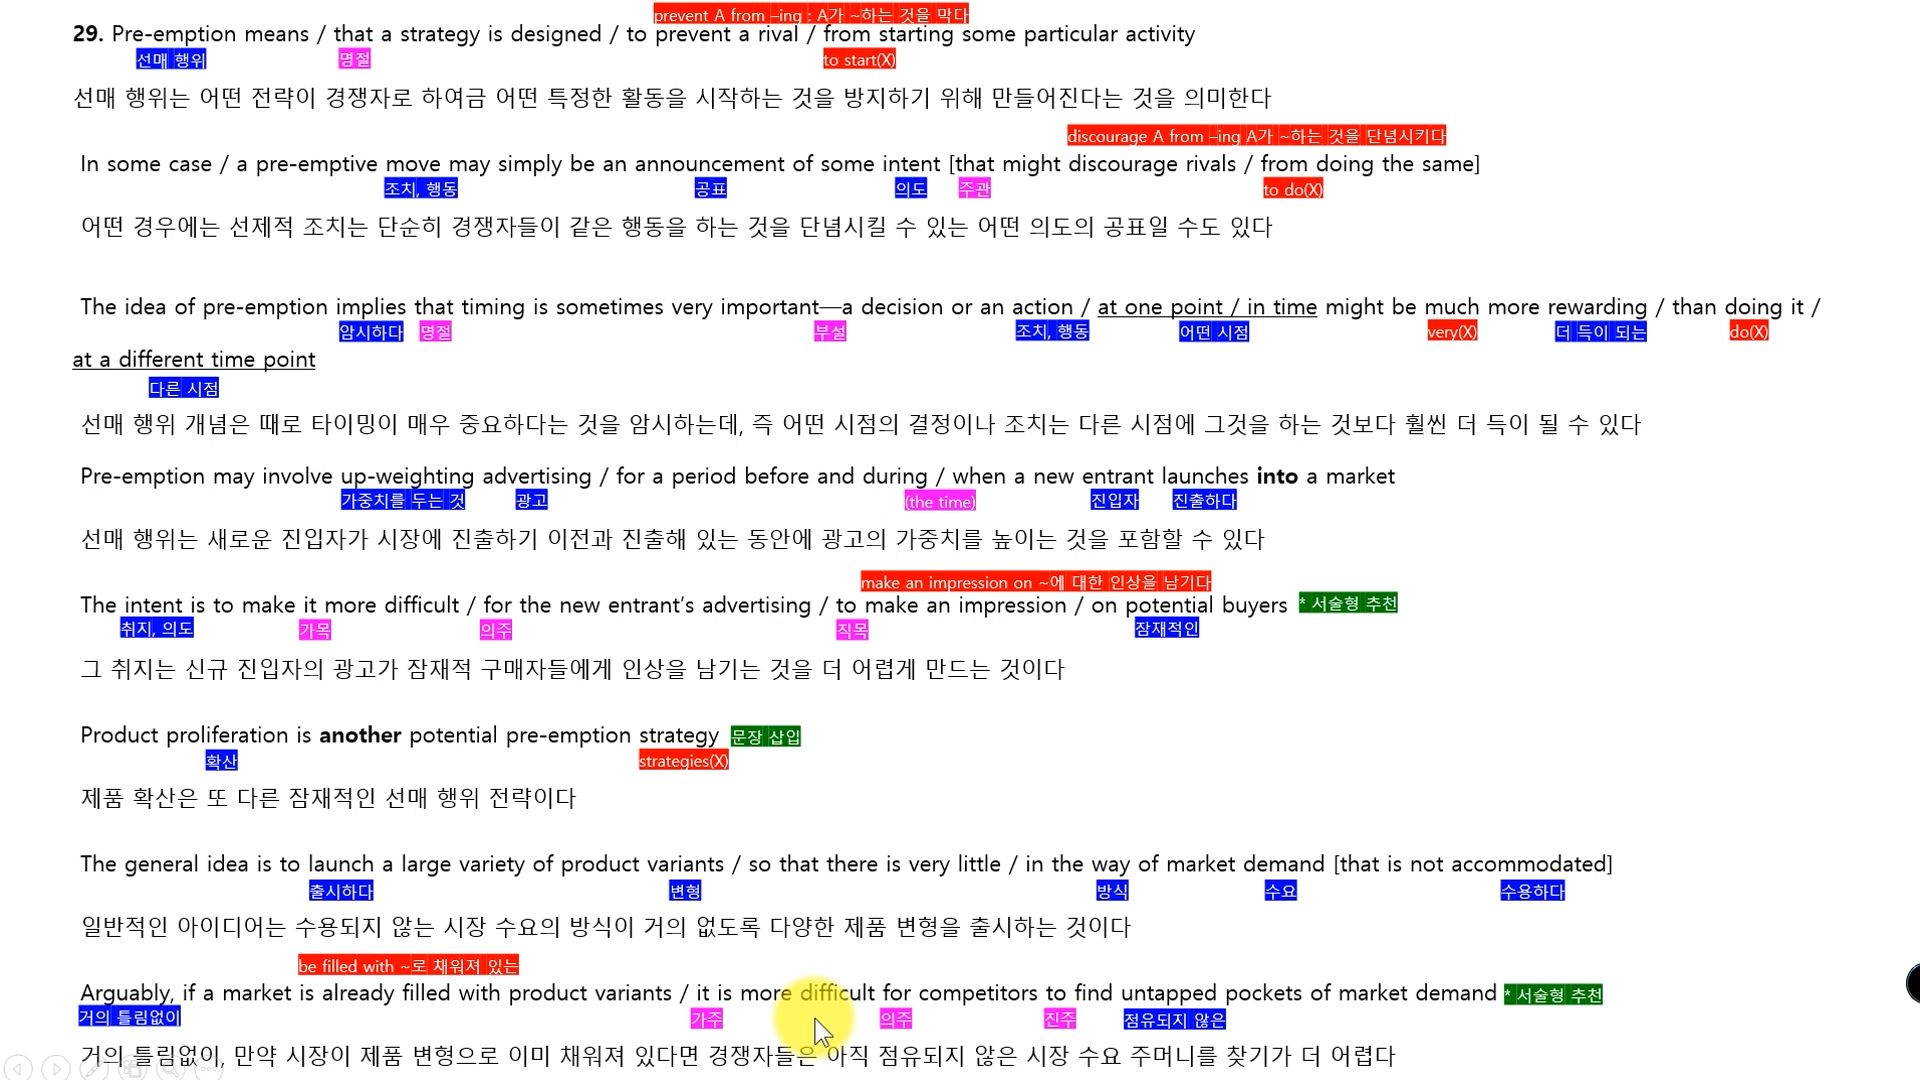 prevent A from –ing : A가 ~하는 것을 막다
29. Pre-emption means / that a strategy is designed / to prevent a rival / from starting some particular activity
선매 행위 명절 to start(X)
선매 행위는 어떤 전략이 경쟁자로 하여금 어떤 특정한 활동을 시작하는 것을 방지하기 위해 만들어진다는 것을 의미한다
discourage A from –ing A가 ~하는 것을 단념시키다
In some case / a pre-emptive move may simply be an announcement of some intent [that might discourage rivals / from doing the same]
조치, 행동 공표 의도 주관 to do(X)
어떤 경우에는 선제적 조치는 단순히 경쟁자들이 같은 행동을 하는 것을 단념시킬 수 있는 어떤 의도의 공표일 수도 있다
The idea of pre-emption implies that timing is sometimes very important—a decision or an action / at one point / in time might be much more rewarding / than doing it /
암시하다 명절 부설 조치, 행동 어떤 시점 very(X) 더 득이 되는 do(X)
at a different time point
다른 시점
선매 행위 개념은 때로 타이밍이 매우 중요하다는 것을 암시하는데, 즉 어떤 시점의 결정이나 조치는 다른 시점에 그것을 하는 것보다 훨씬 더 득이 될 수 있다
Pre-emption may involve up-weighting advertising / for a period before and during / when a new entrant launches into a market
가중치를 두는 것 광고 (the time) 진입자 진출하다
선매 행위는 새로운 진입자가 시장에 진출하기 이전과 진출해 있는 동안에 광고의 가중치를 높이는 것을 포함할 수 있다
make an impression on ~에 대한 인상을 남기다
The intent is to make it more difficult / for the new entrant's advertising / to make an impression / on potential buyers * 서술형 추천
취지, 의도 가목 의주 직목 잠재적인
그 취지는 신규 진입자의 광고가 잠재적 구매자들에게 인상을 남기는 것을 더 어렵게 만드는 것이다
Product proliferation is another potential pre-emption strategy 문장 삽입
확산 strategies(X)
제품 확산은 또 다른 잠재적인 선매 행위 전략이다
The general idea is to launch a large variety of product variants / so that there is very little / in the way of market demand [that is not accommodated]
출시하다 변형 방식 수요 수용하다
일반적인 아이디어는 수용되지 않는 시장 수요의 방식이 거의 없도록 다양한 제품 변형을 출시하는 것이다
be filled with ~로 채워져 있는
Arguably, if a market is already filled with product variants / it is more difficult for competitors to find untapped pockets of market demand * 서술형 추천
거의 틀림없이 가주 의주 진주 점유되지 않은
거의 틀림없이, 만약 시장이 제품 변형으로 이미 채워져 있다면 경쟁자들은 아직 점유되지 않은 시장 수요 주머니를 찾기가 더 어렵다